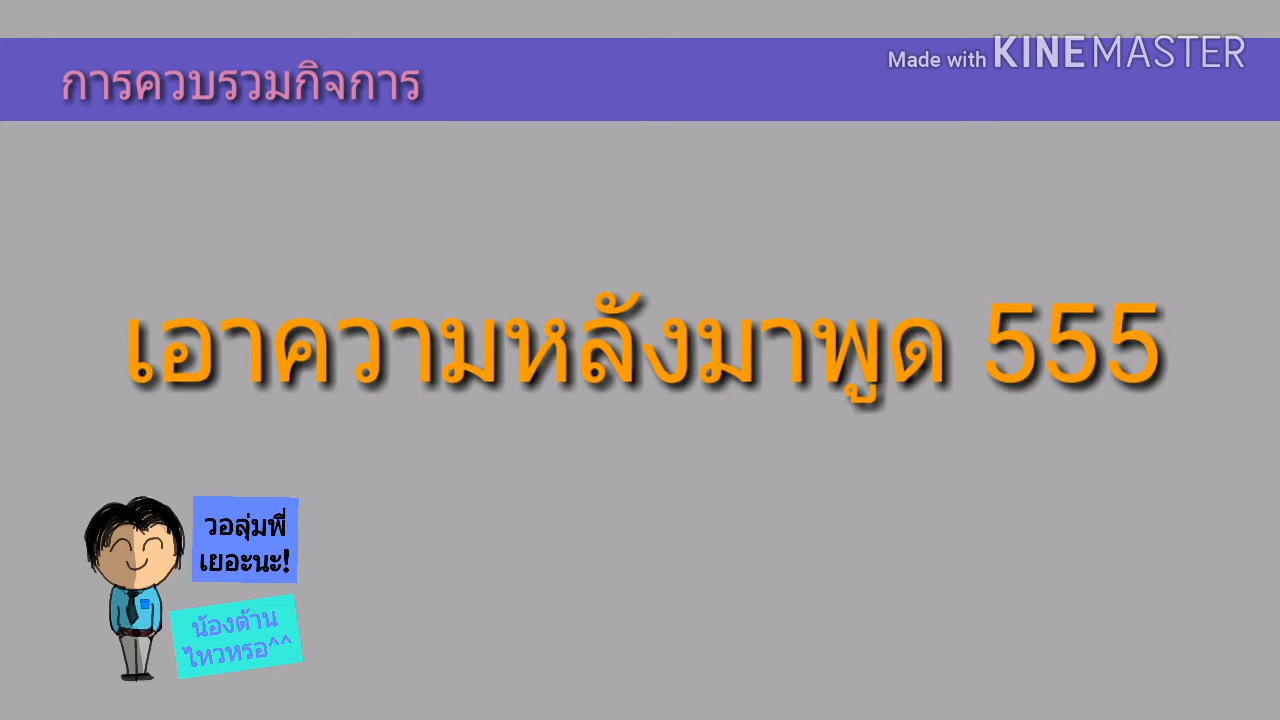 การควบรวมกิจการ
Made with KINEMASTER
เอาความหลังมาพูด 555
วอลุ่มพี่
เยอะนะ!
น้องต้าน
ไหวหรอ^^